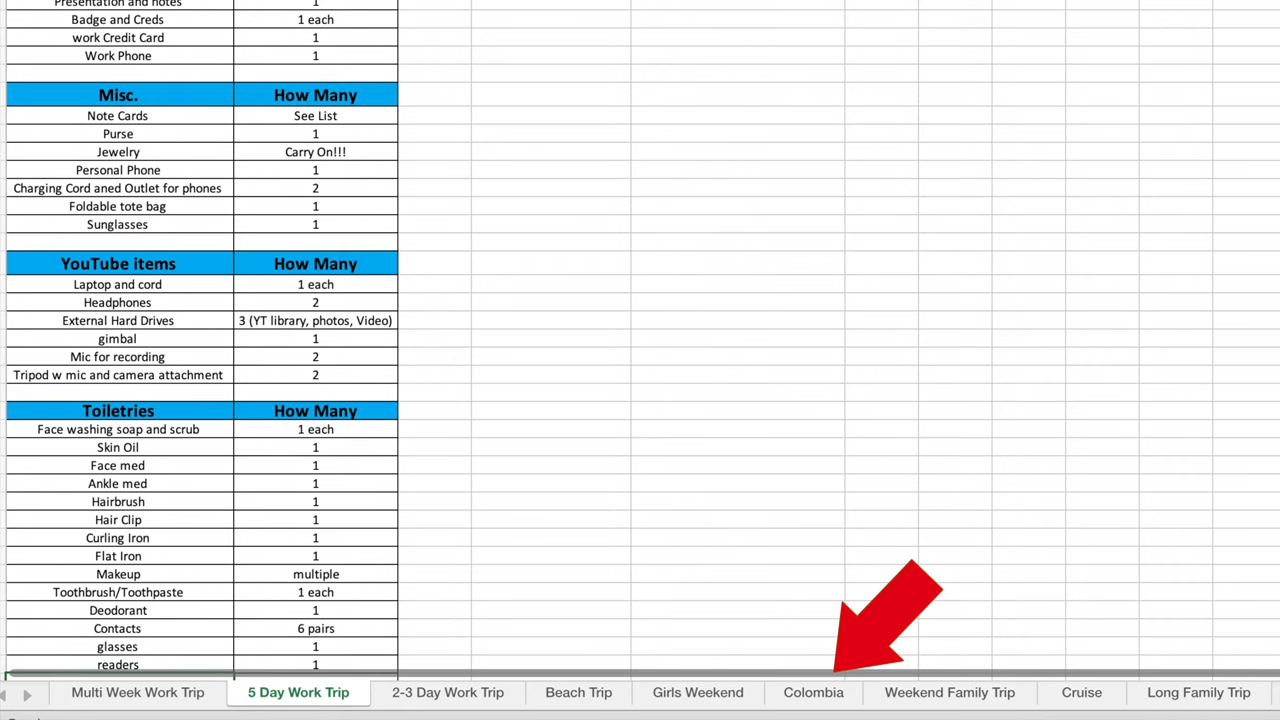 Presentation and notes 1
Badge and Creds 1 each
work Credit Card 1
Work Phone 1
Misc. How Many
Note Cards See List
Purse 1
Jewelry Carry On!!!
Personal Phone 1
Charging Cord aned Outlet for phones 2
Foldable tote bag 1
Sunglasses 1
YouTube items How Many
Laptop and cord 1 each
Headphones 2
External Hard Drives 3 (YT library, photos, Video)
gimbal 1
Mic for recording 2
Tripod w mic and camera attachment 2
Toiletries How Many
Face washing soap and scrub 1 each
Skin Oil 1
Face med 1
Ankle med 1
Hairbrush 1
Hair Clip 1
Curling Iron 1
Flat Iron 1
Makeup multiple
Toothbrush/Toothpaste 1 each
Deodorant 1
Contacts 6 pairs
glasses 1
readers 1
Multi Week Work Trip 5 Day Work Trip 2-3 Day Work Trip Beach Trip Girls Weekend Colombia Weekend Family Trip Cruise Long Family Trip